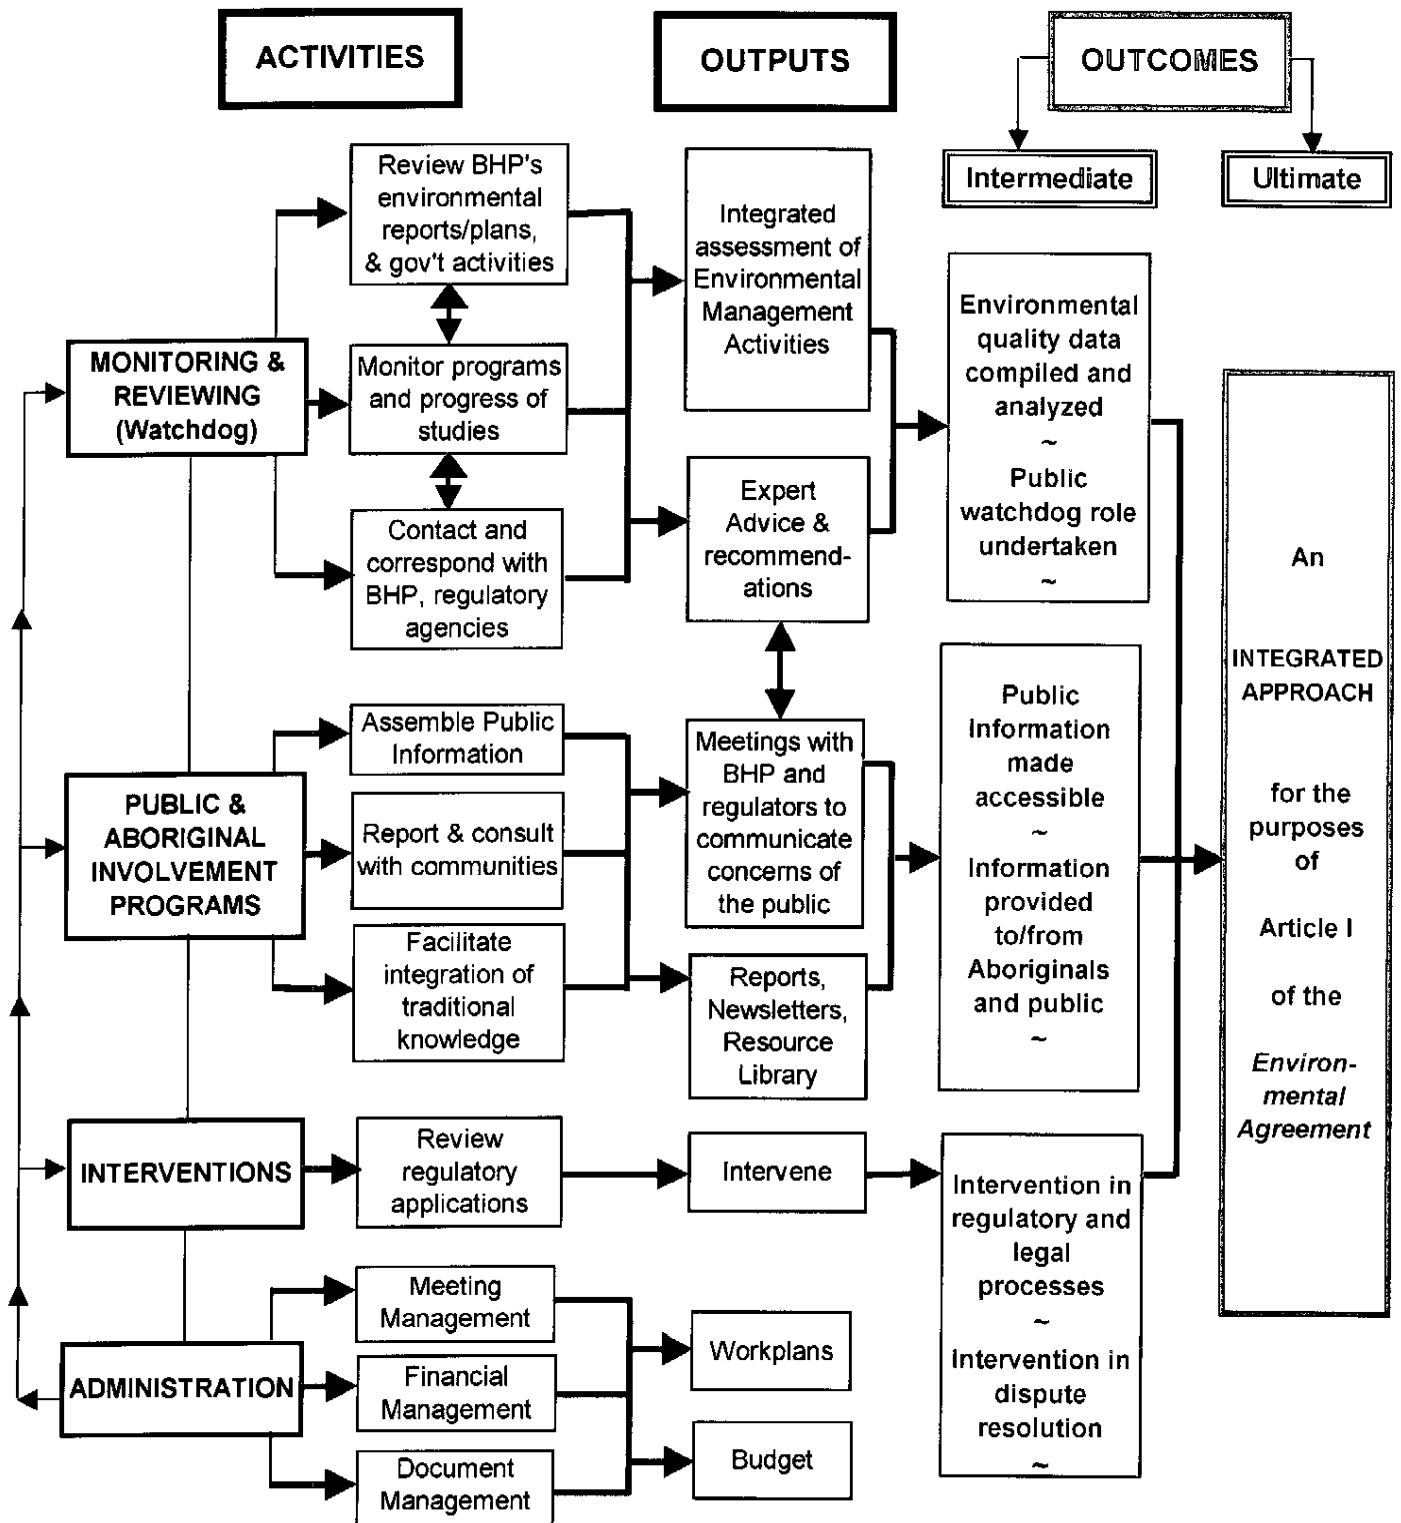 ACTIVITIES
OUTPUTS
OUTCOMES
Intermediate
Ultimate
MONITORING &
REVIEWING
(Watchdog)
Review BHP's
environmental
reports/plans,
& gov't activities
Monitor programs
and progress of
studies
Contact and
correspond with
BHP, regulatory
agencies
Integrated
assessment of
Environmental
Management
Activities
Expert
Advice &
recommend-
ations
Environmental
quality data
compiled and
analyzed
~
Public
watchdog role
undertaken
~
PUBLIC &
ABORIGINAL
INVOLVEMENT
PROGRAMS
Assemble Public
Information
Report & consult
with communities
Facilitate
integration of
traditional
knowledge
Meetings with
BHP and
regulators to
communicate
concerns of
the public
Reports,
Newsletters,
Resource
Library
Public
Information
made
accessible
~
Information
provided
to/from
Aboriginals
and public
~
INTERVENTIONS
Review
regulatory
applications
Intervene
Intervention in
regulatory and
legal
processes
~
Intervention in
dispute
resolution
~
ADMINISTRATION
Meeting
Management
Financial
Management
Document
Management
Workplans
Budget
An
INTEGRATED
APPROACH
for the
purposes
of
Article I
of the
Environ-
mental
Agreement